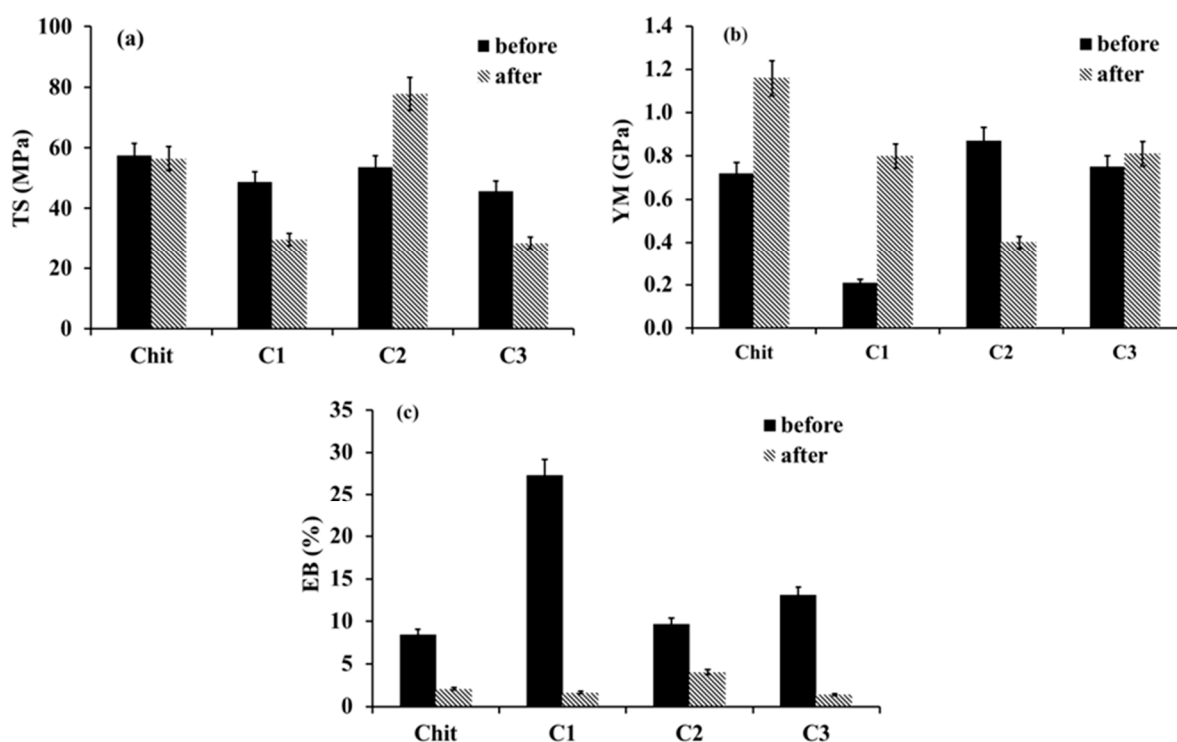 (a)
before
after
TS (MPa)
100
80
60
40
20
0
Chit C1 C2 C3
(b)
before
after
YM (GPa)
1.4
1.2
1.0
0.8
0.6
0.4
0.2
0.0
Chit C1 C2 C3
(c)
before
after
EB (%)
35
30
25
20
15
10
5
0
Chit C1 C2 C3